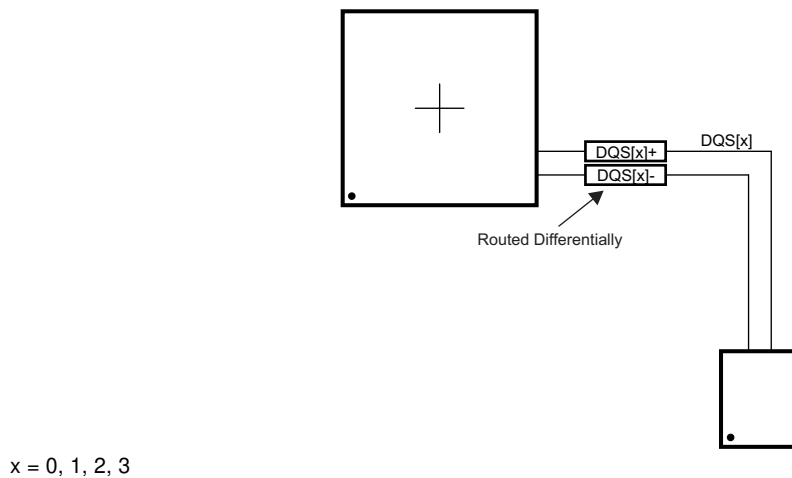 DQS[x]
DQS[x]+
DQS[x]-
Routed Differentially
x = 0, 1, 2, 3